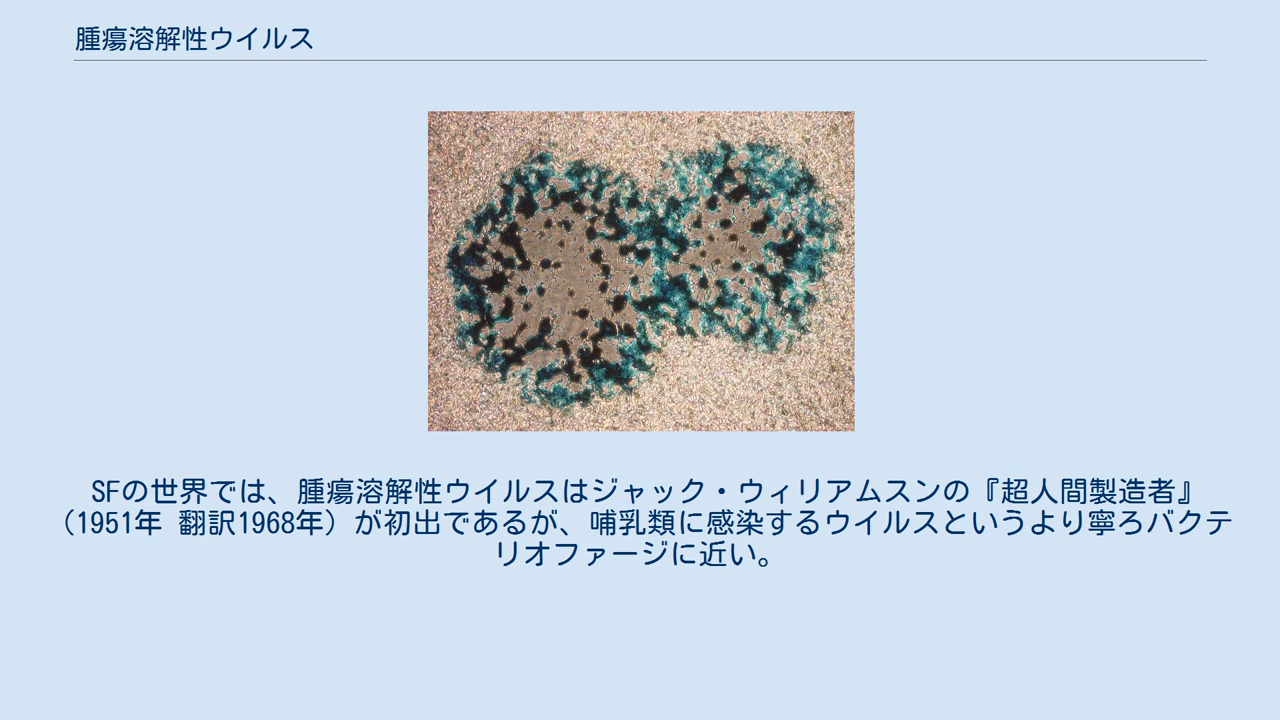 腫瘍溶解性ウイルス
SFの世界では、腫瘍溶解性ウイルスはジャック・ウィリアムスンの『超人間製造者』
（1951年 翻訳1968年）が初出であるが、哺乳類に感染するウイルスというより寧ろバクテ
リオファージに近い。